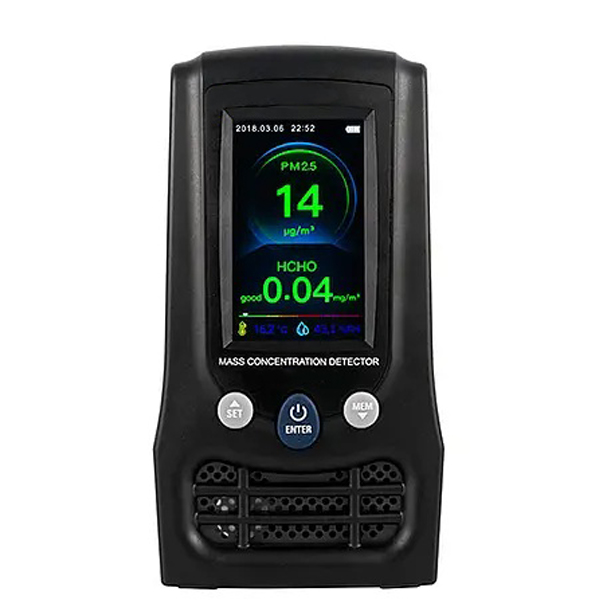 2018.03.06 22:52
PM2.5
14
µg/m³
HCHO
good 0.04 mg/m³
16.2 °C 43.1 %RH
MASS CONCENTRATION DETECTOR
SET
ENTER
MEM